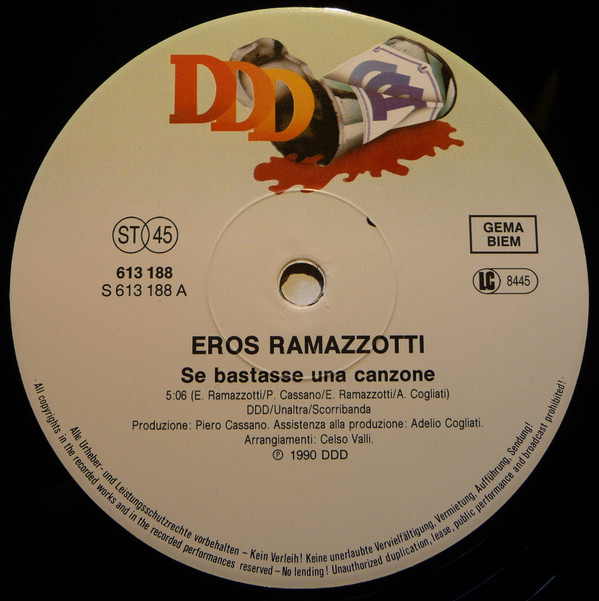 DDD
ST 45
GEMA
BIEM
613 188
S 613 188 A
LC 8445
EROS RAMAZZOTTI
Se bastasse una canzone
5:06 (E. Ramazzotti/P. Cassano/E. Ramazzotti/A. Cogliati)
DDD/Unaltra/Scorribanda
Produzione: Piero Cassano. Assistenza alla produzione: Adelio Cogliati.
Arrangiamenti: Celso Valli.
℗ 1990 DDD
Alle Urheber- und Leistungsschutzrechte vorbehalten – Kein Verleih! Keine unerlaubte Vervielfältigung, Vermietung, Aufführung, Sendung!
· All copyrights in the recorded works and in the recorded performances reserved – No lending! Unauthorized duplication, lease, public performance and broadcast prohibited! ·